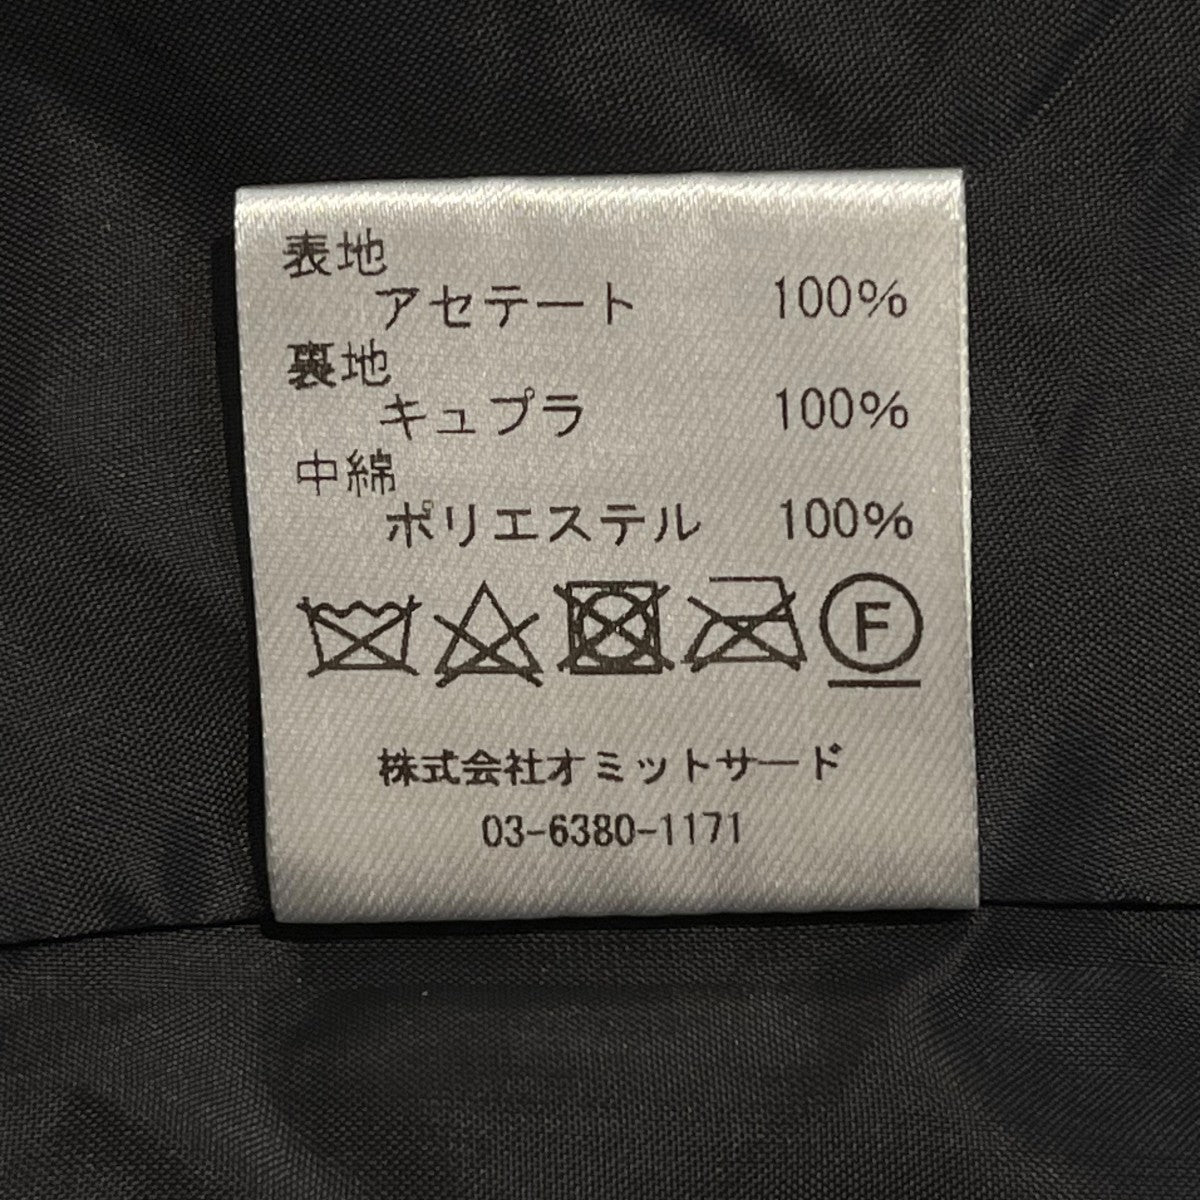 表地
アセテート 100%
裏地
キュプラ 100%
中綿
ポリエステル 100%
F
株式会社オミットサード
03-6380-1171